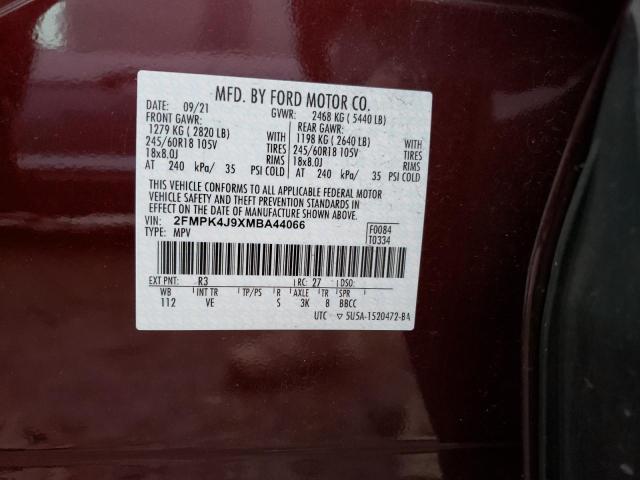 MFD. BY FORD MOTOR CO.
DATE: 09/21 GVWR: 2468 KG ( 5440 LB)
FRONT GAWR: REAR GAWR:
1279 KG ( 2820 LB) WITH 1198 KG ( 2640 LB) WITH
245/60R18 105V TIRES 245/60R18 105V TIRES
18x8.0J RIMS 18x8.0J RIMS
AT 240 kPa/ 35 PSI COLD AT 240 kPa/ 35 PSI COLD
THIS VEHICLE CONFORMS TO ALL APPLICABLE FEDERAL MOTOR
VEHICLE SAFETY AND THEFT PREVENTION STANDARDS IN
EFFECT ON THE DATE OF MANUFACTURE SHOWN ABOVE.
VIN: 2FMPK4J9XMBA44066 F0084
TYPE: MPV T0334
EXT PNT: R3 RC: 27 DSO:
WB INT TR TP/PS R AXLE TR SPR
112 VE S 3K 8 BBCC
UTC ▽ 5U5A-1520472-BA